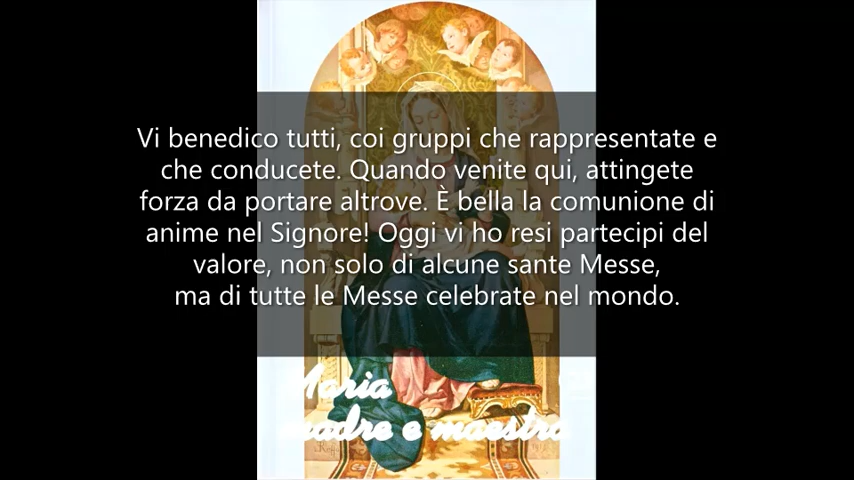 Vi benedico tutti, coi gruppi che rappresentate e
che conducete. Quando venite qui, attingete
forza da portare altrove. È bella la comunione di
anime nel Signore! Oggi vi ho resi partecipi del
valore, non solo di alcune sante Messe,
ma di tutte le Messe celebrate nel mondo.
Maria
madre e maestra